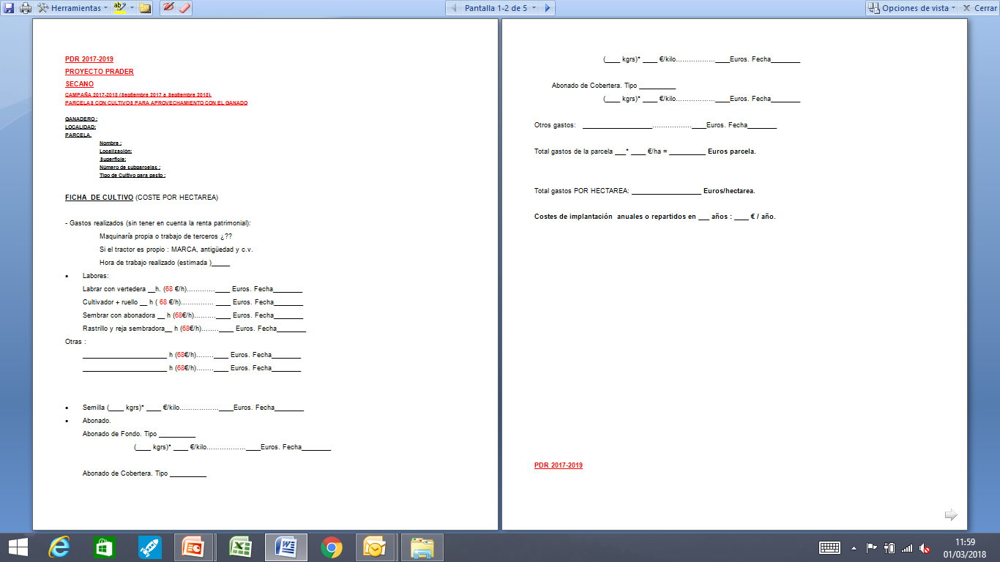 Herramientas
Pantalla 1-2 de 5
Opciones de vista
Cerrar
PDR 2017-2019
PROYECTO PRADER
SECANO
CAMPAÑA 2017-2018 (Septiembre 2017 a Septiembre 2018).
PARCELAS CON CULTIVOS PARA APROVECHAMIENTO CON EL GANADO
GANADERO :
LOCALIDAD:
PARCELA.
Nombre :
Localización:
Superficie:
Número de subparcelas :
Tipo de Cultivo para pasto :
FICHA DE CULTIVO (COSTE POR HECTAREA)
- Gastos realizados (sin tener en cuenta la renta patrimonial):
Maquinaría propia o trabajo de terceros ¿??
Si el tractor es propio : MARCA, antigüedad y c.v.
Hora de trabajo realizado (estimada )_____
• Labores:
Labrar con vertedera __h. (68 €/h).............____ Euros. Fecha________
Cultivador + ruello __ h ( 68 €/h)............... ____ Euros. Fecha________
Sembrar con abonadora __ h (68€/h)..........____ Euros. Fecha________
Rastrillo y reja sembradora__ h (68€/h)........____ Euros. Fecha________
Otras :
_______________________ h (68€/h)........____ Euros. Fecha________
_______________________ h (68€/h)........____ Euros. Fecha________
• Semilla (____ kgrs)* ____ €/kilo..................____Euros. Fecha________
• Abonado.
Abonado de Fondo. Tipo __________
(____ kgrs)* ____ €/kilo..................____Euros. Fecha________
Abonado de Cobertera. Tipo __________
(____ kgrs)* ____ €/kilo..................____Euros. Fecha________
Abonado de Cobertera. Tipo __________
(____ kgrs)* ____ €/kilo..................____Euros. Fecha________
Otros gastos: ___________________..................____Euros. Fecha________
Total gastos de la parcela ___* ____ €/ha = __________ Euros parcela.
Total gastos POR HECTAREA: ___________________ Euros/hectarea.
Costes de implantación anuales o repartidos en ___ años : ____ € / año.
PDR 2017-2019
11:59
01/03/2018